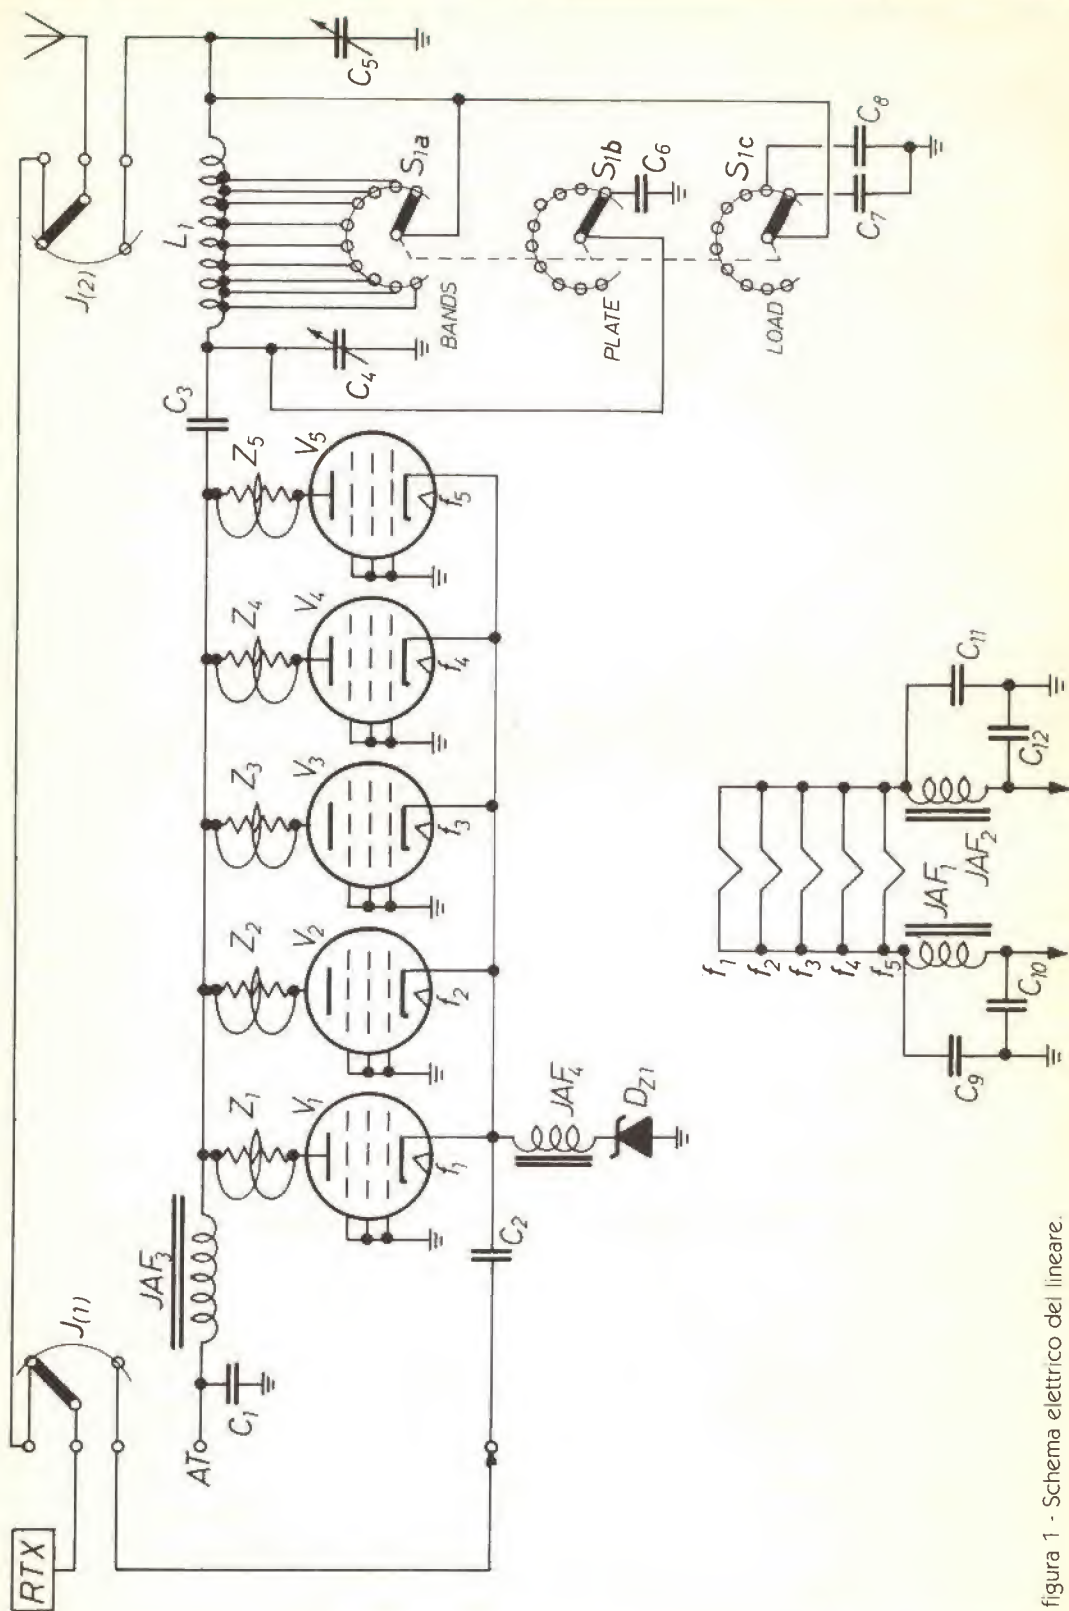 RTX
J(1)
J(2)
AT
C1
JAF3
Z1
Z2
Z3
Z4
Z5
V1
V2
V3
V4
V5
f1
f2
f3
f4
f5
C2
JAF4
DZ1
C3
C4
L1
C5
S1a
BANDS
S1b
C6
PLATE
S1c
LOAD
C7
C8
f1
f2
f3
f4
f5
JAF1
JAF2
C9
C10
C11
C12
figura 1 - Schema elettrico del lineare.